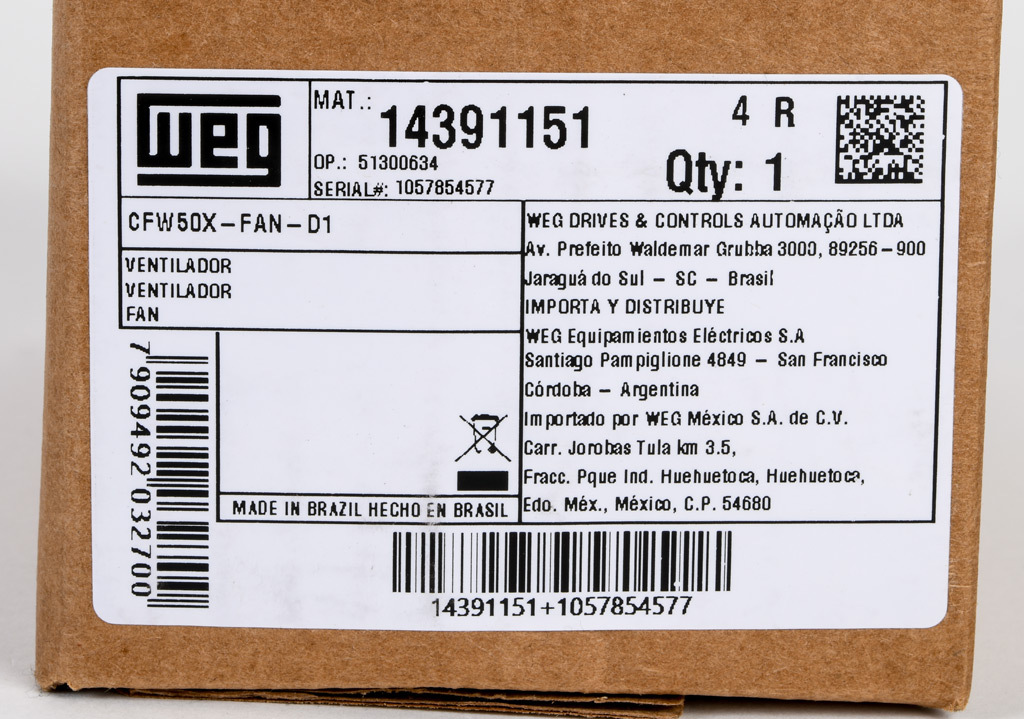 WEG
MAT.: 14391151
4 R
OP.: 51300634
Qty: 1
SERIAL#: 1057854577
CFW50X-FAN-D1
VENTILADOR
VENTILADOR
FAN
WEG DRIVES & CONTROLS AUTOMAÇÃO LTDA
Av. Prefeito Waldemar Grubba 3000, 89256-900
Jaraguá do Sul - SC - Brasil
IMPORTA Y DISTRIBUYE
WEG Equipamientos Eléctricos S.A
Santiago Pampiglione 4849 - San Francisco
Córdoba - Argentina
Importado por WEG México S.A. de C.V.
Carr. Jorobas Tula km 3.5,
Fracc. Pque Ind. Huehuetoca, Huehuetoca,
Edo. Méx., México, C.P. 54680
MADE IN BRAZIL HECHO EN BRASIL
7 909492 032700
14391151+1057854577